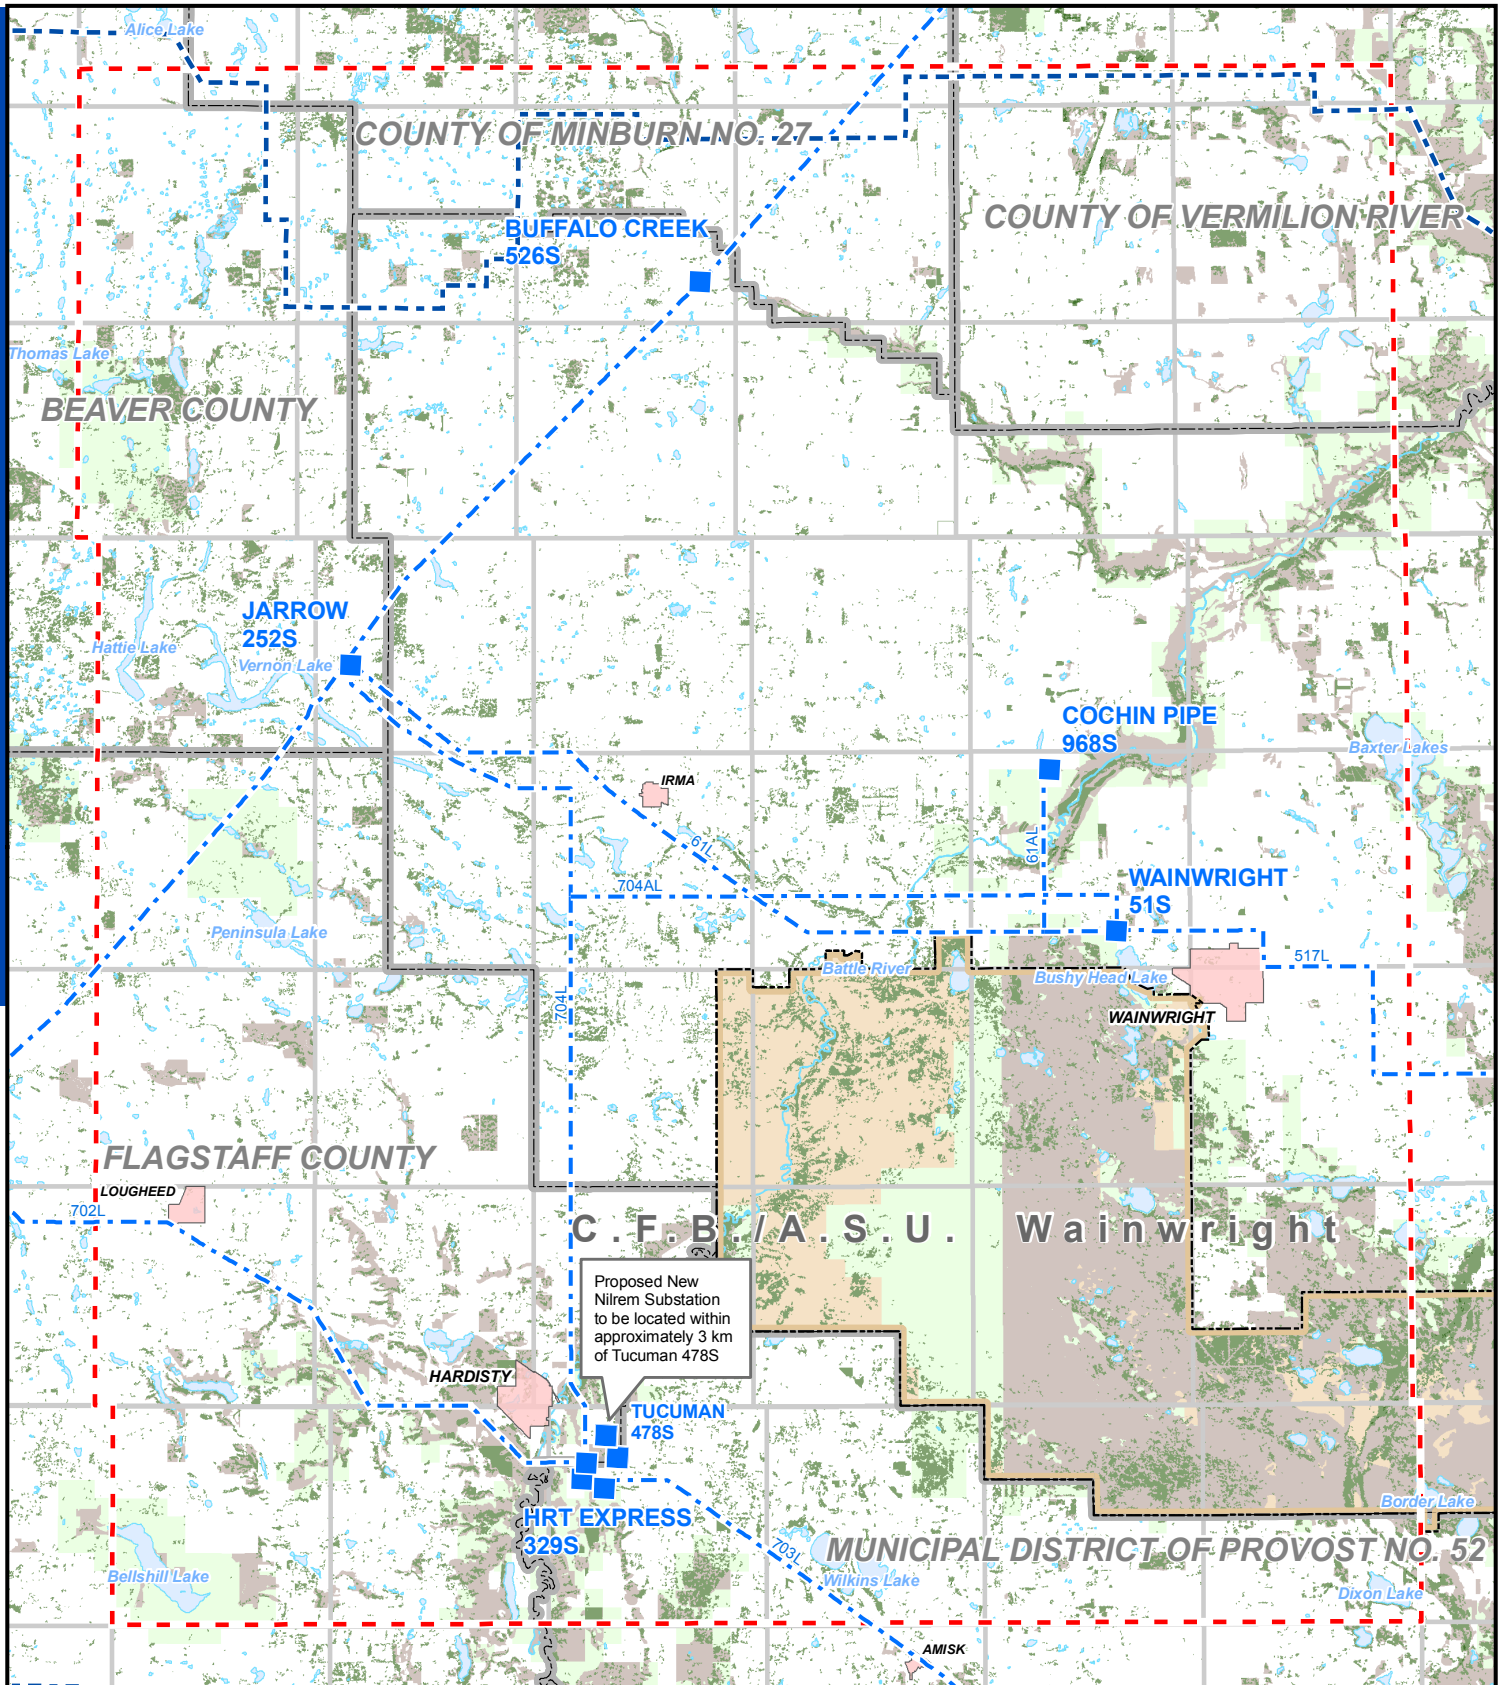 Alice Lake
COUNTY OF MINBURN NO. 27
COUNTY OF VERMILION RIVER
BUFFALO CREEK
526S
Thomas Lake
BEAVER COUNTY
JARROW
252S
Hattie Lake
Vernon Lake
COCHIN PIPE
968S
Baxter Lakes
IRMA
61L
61AL
704AL
WAINWRIGHT
51S
Peninsula Lake
517L
Battle River
Bushy Head Lake
704L
WAINWRIGHT
FLAGSTAFF COUNTY
LOUGHEED
702L
C.F.B./A.S.U. Wainwright
Proposed New
Nilrem Substation
to be located within
approximately 3 km
of Tucuman 478S
HARDISTY
TUCUMAN
478S
Border Lake
HRT EXPRESS
329S
703L
MUNICIPAL DISTRICT OF PROVOST NO. 52
Bellshill Lake
Wilkins Lake
Dixon Lake
AMISK